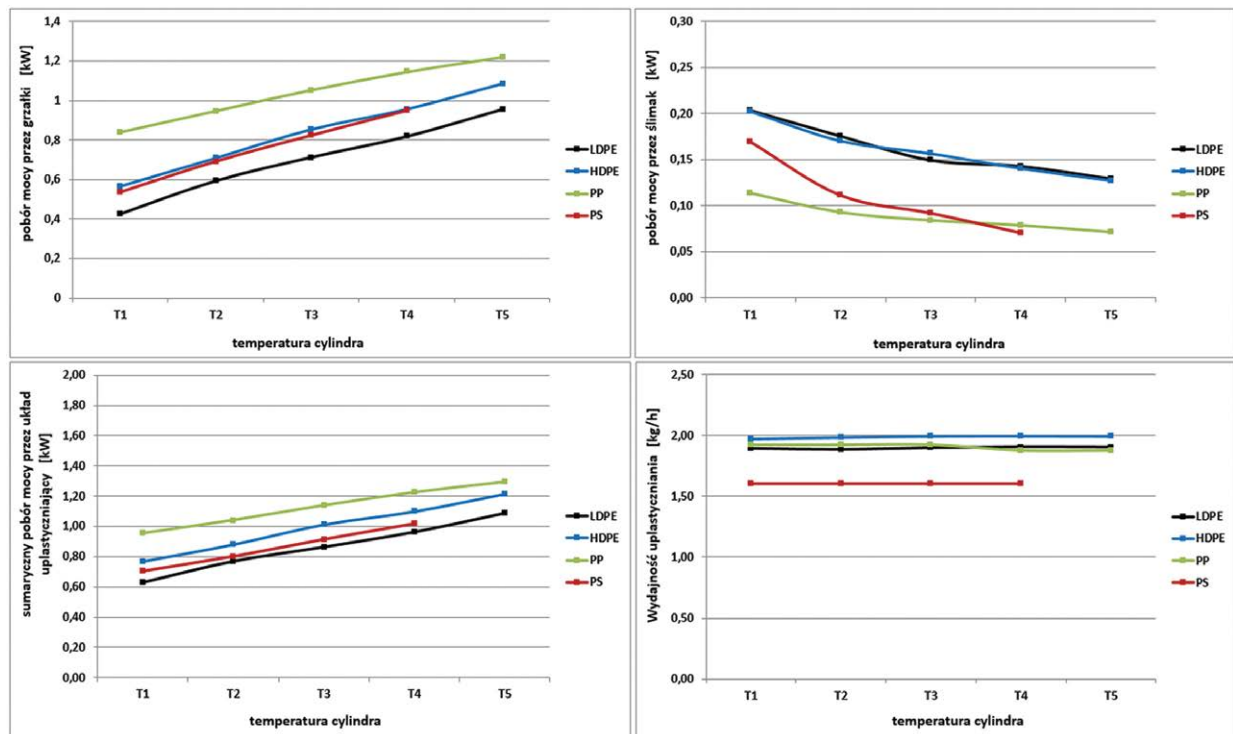 pobór mocy przez grzałki [kW]
1,4
1,2
1
0,8
0,6
0,4
0,2
0
T1 T2 T3 T4 T5
temperatura cylindra
LDPE
HDPE
PP
PS
pobór mocy przez ślimak [kW]
0,30
0,25
0,20
0,15
0,10
0,05
0,00
T1 T2 T3 T4 T5
temperatura cylindra
LDPE
HDPE
PP
PS
sumaryczny pobór mocy przez układ
uplastyczniający [kW]
2,00
1,80
1,60
1,40
1,20
1,00
0,80
0,60
0,40
0,20
0,00
T1 T2 T3 T4 T5
temperatura cylindra
LDPE
HDPE
PP
PS
Wydajność uplastyczniania [kg/h]
2,50
2,00
1,50
1,00
0,50
0,00
T1 T2 T3 T4 T5
temperatura cylindra
LDPE
HDPE
PP
PS